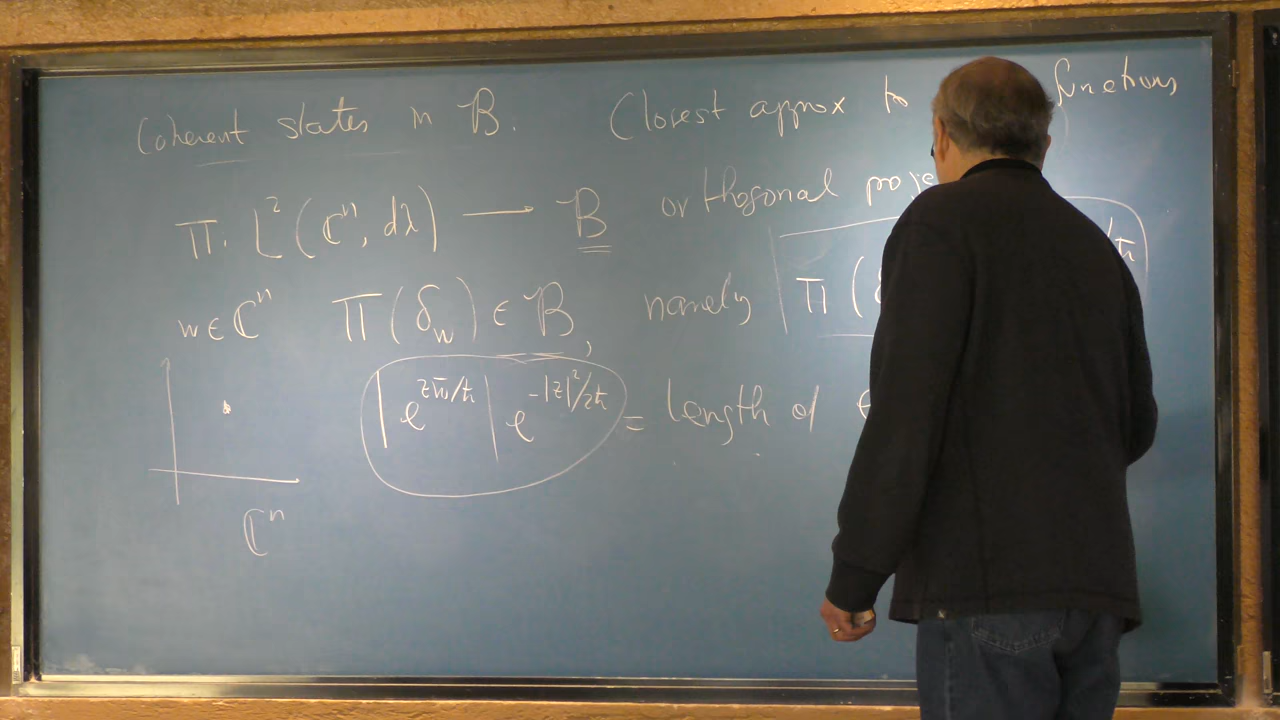 Coherent states in B. Closest approx to functions
Π: L²(ℂⁿ, dλ) → B orthogonal proje
w ∈ ℂⁿ Π(δ_w) ∈ B, namely Π( /ħ
|e^{z w̄/ħ}| e^{-|z|²/2ħ} = length of
ℂⁿ